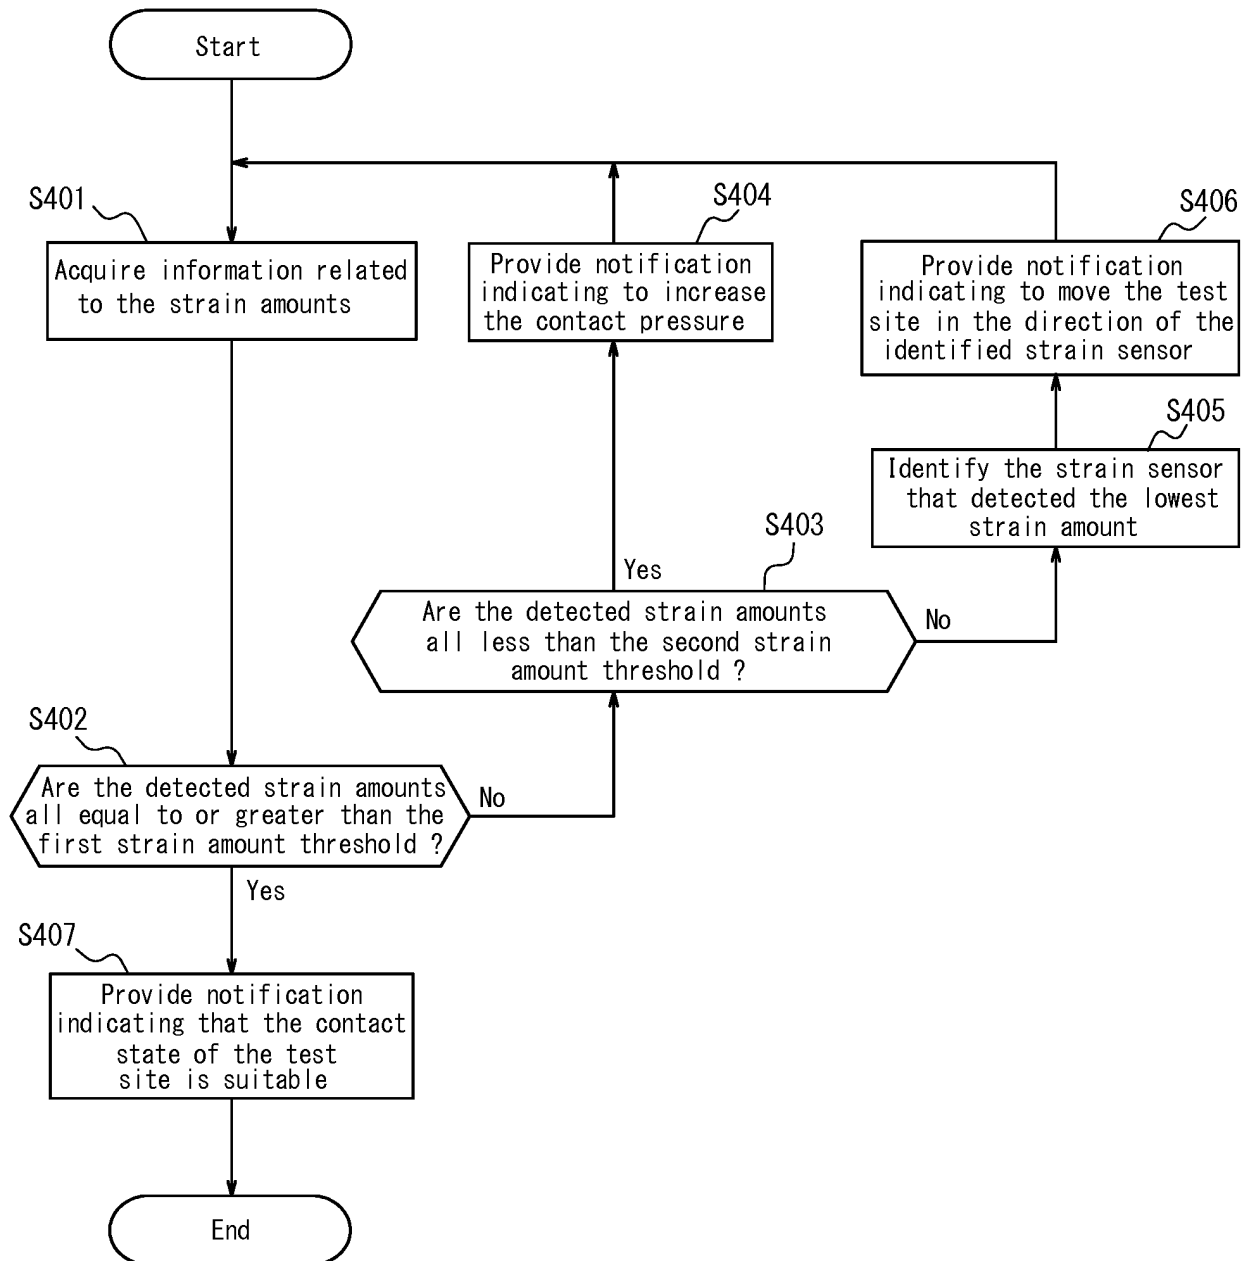 Start
S401
Acquire information related
to the strain amounts
S404
Provide notification
indicating to increase
the contact pressure
S406
Provide notification
indicating to move the test
site in the direction of the
identified strain sensor
S405
Identify the strain sensor
that detected the lowest
strain amount
S403
Yes
Are the detected strain amounts
all less than the second strain
amount threshold ?
No
S402
Are the detected strain amounts
all equal to or greater than the
first strain amount threshold ?
No
Yes
S407
Provide notification
indicating that the contact
state of the test
site is suitable
End